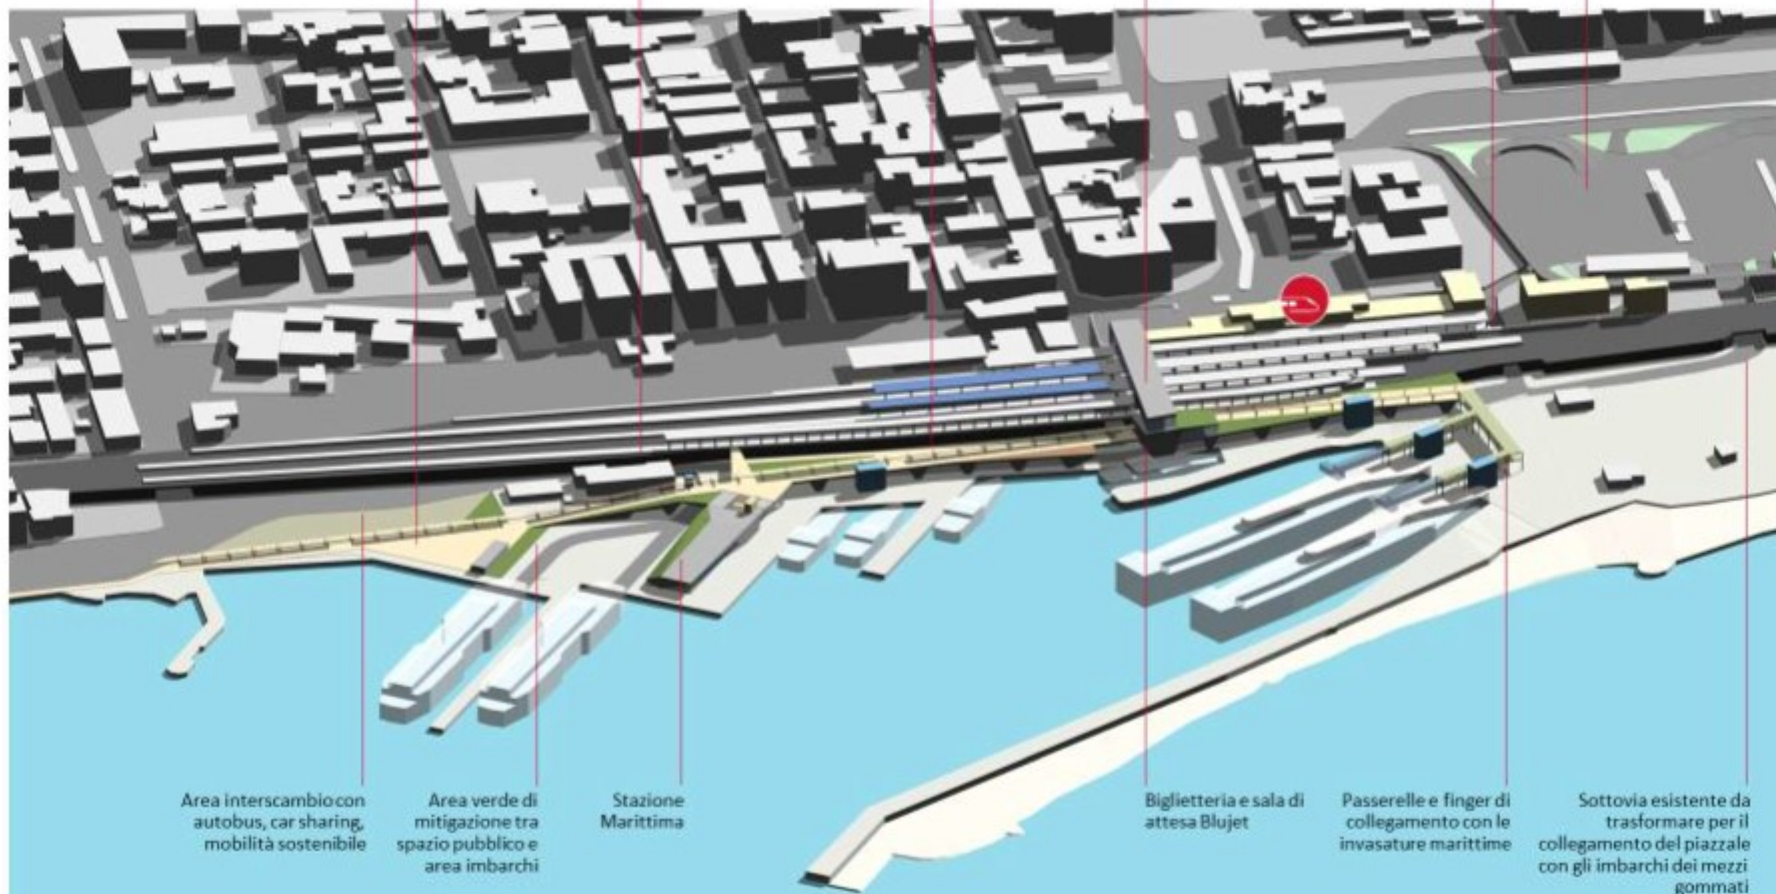 Area interscambio con
autobus, car sharing,
mobilità sostenibile
Area verde di
mitigazione tra
spazio pubblico e
area imbarchi
Stazione
Marittima
Biglietteria e sala di
attesa Blujet
Passerelle e finger di
collegamento con le
invasature marittime
Sottovia esistente da
trasformare per il
collegamento del piazzale
con gli imbarchi dei mezzi
gommati